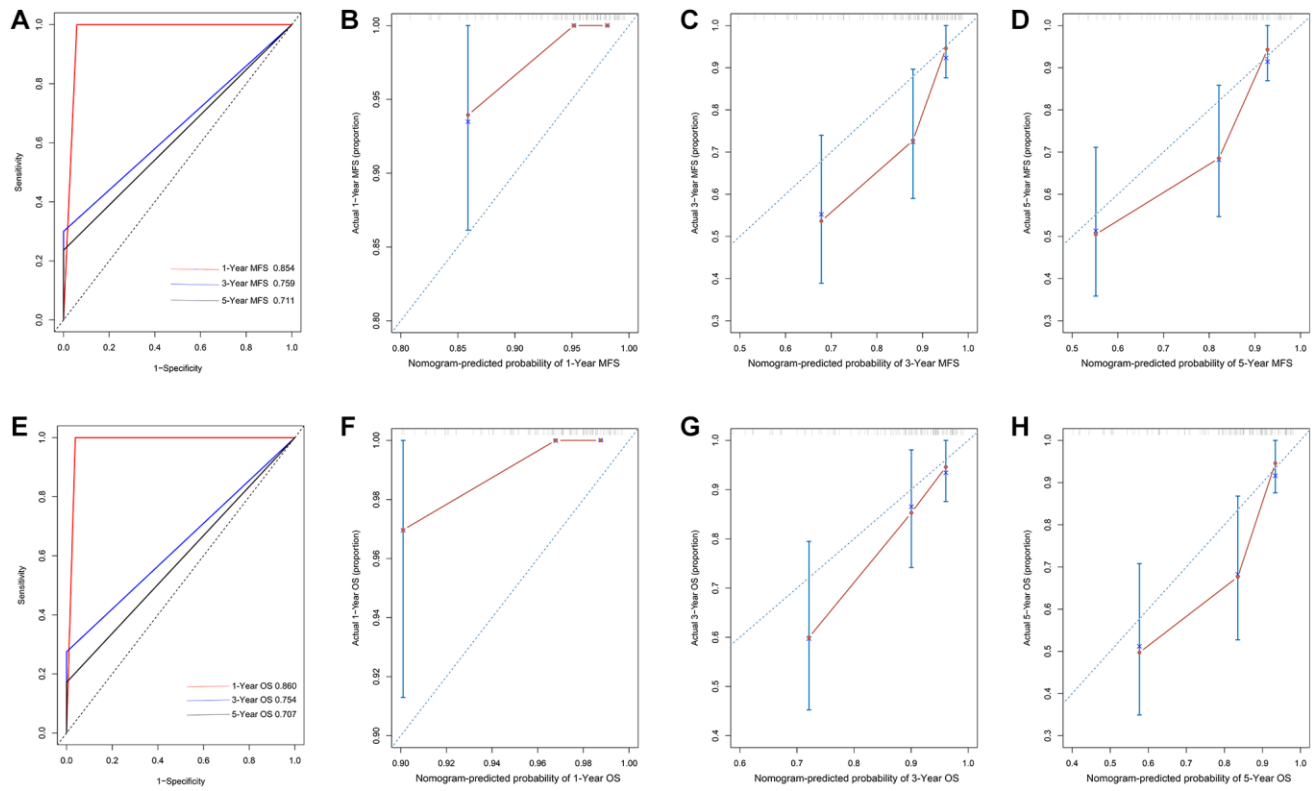 A
Sensitivity
1.0
0.8
0.6
0.4
0.2
0.0
1-Year MFS 0.854
3-Year MFS 0.759
5-Year MFS 0.711
0.0 0.2 0.4 0.6 0.8 1.0
1-Specificity
B
Actual 1-Year MFS (proportion)
1.00
0.95
0.90
0.85
0.80
0.80 0.85 0.90 0.95 1.00
Nomogram-predicted probability of 1-Year MFS
C
Actual 3-Year MFS (proportion)
1.0
0.9
0.8
0.7
0.6
0.5
0.4
0.3
0.5 0.6 0.7 0.8 0.9 1.0
Nomogram-predicted probability of 3-Year MFS
D
Actual 5-Year MFS (proportion)
1.0
0.9
0.8
0.7
0.6
0.5
0.4
0.3
0.5 0.6 0.7 0.8 0.9 1.0
Nomogram-predicted probability of 5-Year MFS
E
Sensitivity
1.0
0.8
0.6
0.4
0.2
0.0
1-Year OS 0.860
3-Year OS 0.754
5-Year OS 0.707
0.0 0.2 0.4 0.6 0.8 1.0
1-Specificity
F
Actual 1-Year OS (proportion)
1.00
0.98
0.96
0.94
0.92
0.90
0.90 0.92 0.94 0.96 0.98 1.00
Nomogram-predicted probability of 1-Year OS
G
Actual 3-Year OS (proportion)
1.0
0.9
0.8
0.7
0.6
0.5
0.4
0.6 0.7 0.8 0.9 1.0
Nomogram-predicted probability of 3-Year OS
H
Actual 5-Year OS (proportion)
1.0
0.9
0.8
0.7
0.6
0.5
0.4
0.3
0.4 0.5 0.6 0.7 0.8 0.9 1.0
Nomogram-predicted probability of 5-Year OS